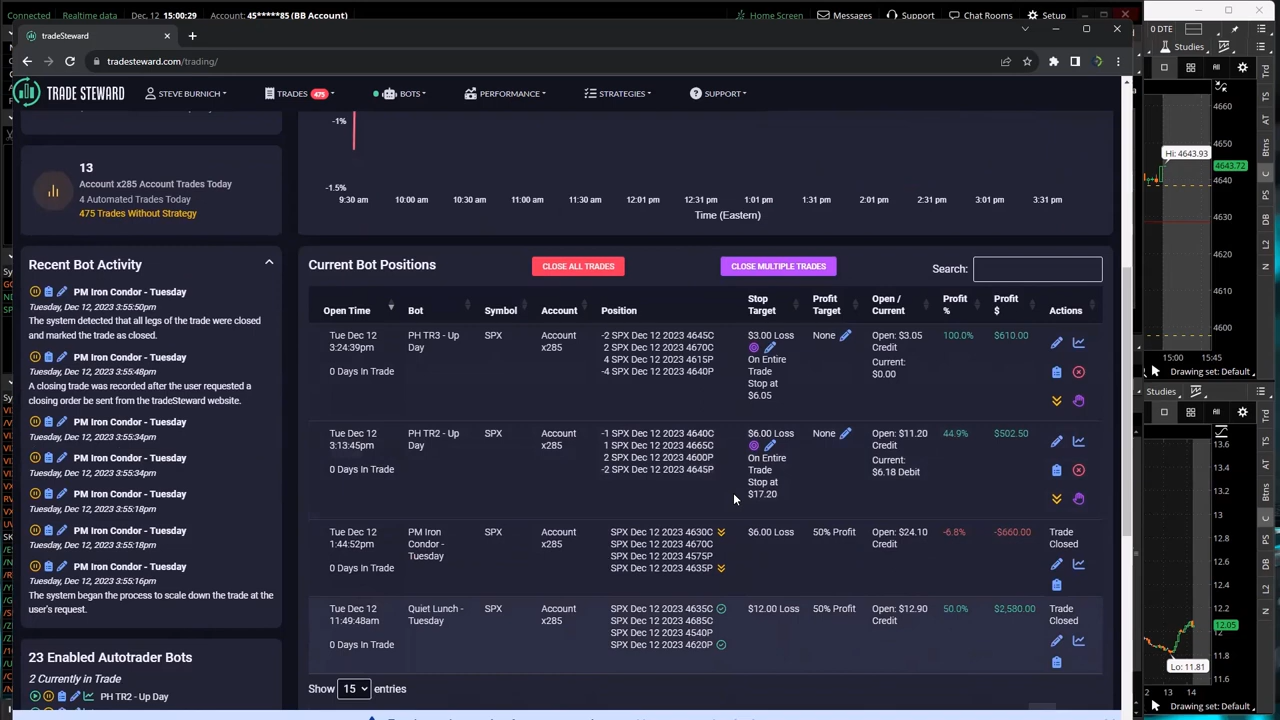 Connected Realtime data Dec. 12 15:00:29 Account: 45*****85 (BB Account) Home Screen Messages Support Chat Rooms Setup
tradeSteward
tradesteward.com/trading/
TRADE STEWARD STEVE BURNICH TRADES 475 BOTS PERFORMANCE STRATEGIES SUPPORT
-1%
-1.5%
9:30 am 10:00 am 10:30 am 11:00 am 11:30 am 12:01 pm 12:31 pm 1:01 pm 1:31 pm 2:01 pm 2:31 pm 3:01 pm 3:31 pm
Time (Eastern)
13
Account x285 Account Trades Today
4 Automated Trades Today
475 Trades Without Strategy
Recent Bot Activity
PM Iron Condor - Tuesday
Tuesday, Dec 12, 2023 3:55:50pm
The system detected that all legs of the trade were closed
and marked the trade as closed.
PM Iron Condor - Tuesday
Tuesday, Dec 12, 2023 3:55:48pm
A closing trade was recorded after the user requested a
closing order be sent from the tradeSteward website.
PM Iron Condor - Tuesday
Tuesday, Dec 12, 2023 3:55:34pm
PM Iron Condor - Tuesday
Tuesday, Dec 12, 2023 3:55:34pm
PM Iron Condor - Tuesday
Tuesday, Dec 12, 2023 3:55:18pm
PM Iron Condor - Tuesday
Tuesday, Dec 12, 2023 3:55:18pm
PM Iron Condor - Tuesday
Tuesday, Dec 12, 2023 3:55:16pm
The system began the process to scale down the trade at the
user's request.
23 Enabled Autotrader Bots
2 Currently in Trade
PH TR2 - Up Day
Current Bot Positions CLOSE ALL TRADES CLOSE MULTIPLE TRADES Search:
Open Time Bot Symbol Account Position Stop Target Profit Target Open / Current Profit % Profit $ Actions
Tue Dec 12 PH TR3 - Up SPX Account -2 SPX Dec 12 2023 4645C $3.00 Loss None Open: $3.05 100.0% $610.00
3:24:39pm Day x285 2 SPX Dec 12 2023 4670C Credit
4 SPX Dec 12 2023 4615P On Entire Current:
0 Days In Trade -4 SPX Dec 12 2023 4640P Trade $0.00
Stop at
$6.05
Tue Dec 12 PH TR2 - Up SPX Account -1 SPX Dec 12 2023 4640C $6.00 Loss None Open: $11.20 44.9% $502.50
3:13:45pm Day x285 1 SPX Dec 12 2023 4665C Credit
2 SPX Dec 12 2023 4600P On Entire Current:
0 Days In Trade -2 SPX Dec 12 2023 4645P Trade $6.18 Debit
Stop at
$17.20
Tue Dec 12 PM Iron SPX Account SPX Dec 12 2023 4630C $6.00 Loss 50% Profit Open: $24.10 -6.8% -$660.00 Trade
1:44:52pm Condor - x285 SPX Dec 12 2023 4670C Credit Closed
Tuesday SPX Dec 12 2023 4575P
0 Days In Trade SPX Dec 12 2023 4635P
Tue Dec 12 Quiet Lunch - SPX Account SPX Dec 12 2023 4635C $12.00 Loss 50% Profit Open: $12.90 50.0% $2,580.00 Trade
11:49:48am Tuesday x285 SPX Dec 12 2023 4685C Credit Closed
SPX Dec 12 2023 4540P
0 Days In Trade SPX Dec 12 2023 4620P
Show 15 entries
0 DTE
Studies
All
4660
Hi: 4643.93
4650
4643.72
4640
4630
4620
4610
4600
15:00 15:45
Drawing set: Default
Trd
TS
AT
Btns
C
PS
DB
L2
N
Studies
All
13.6
13.4
13.2
13
12.8
12.6
12.4
12.2
12.05
12
11.8
Lo: 11.81
11.6
2 13 14
Drawing set: Default
Trd
TS
AT
Btns
C
PS
DB
L2
N